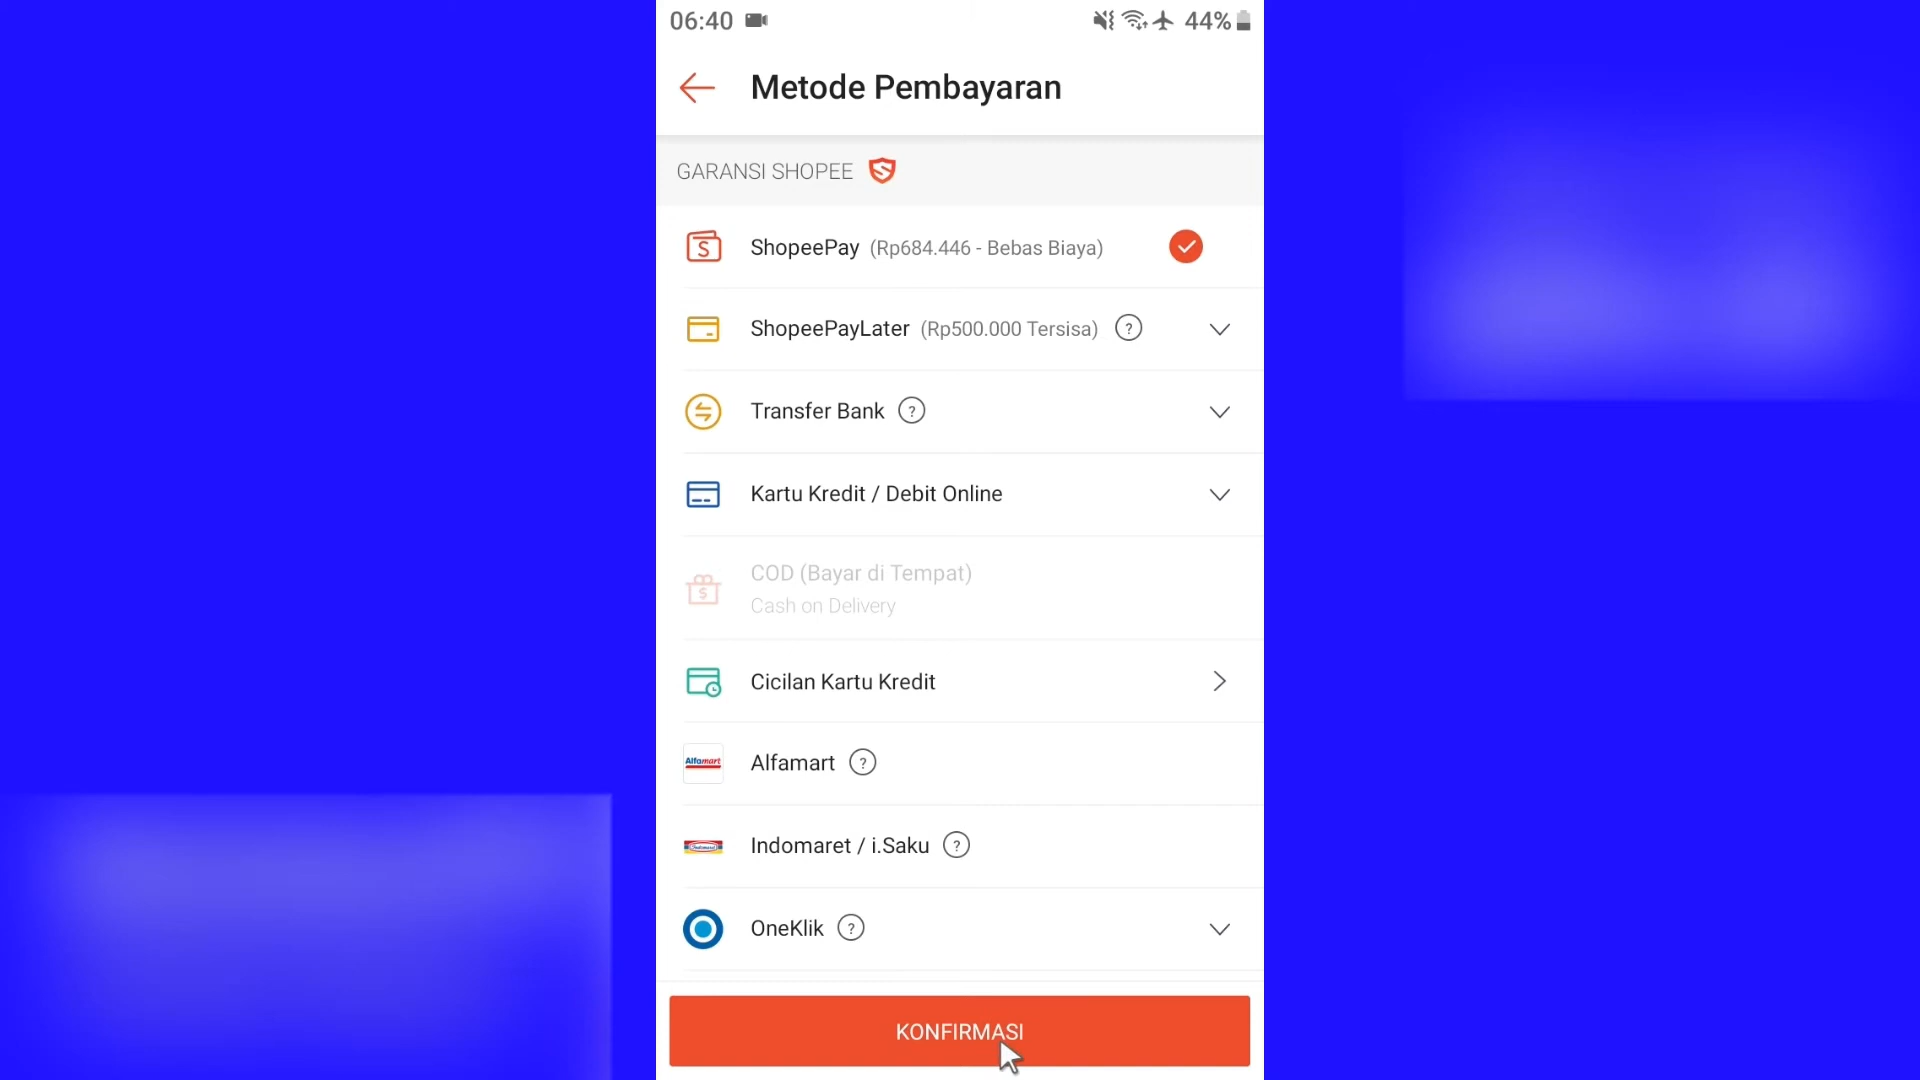 06:40 44%
Metode Pembayaran
GARANSI SHOPEE
ShopeePay (Rp684.446 - Bebas Biaya)
ShopeePayLater (Rp500.000 Tersisa) ?
Transfer Bank ?
Kartu Kredit / Debit Online
COD (Bayar di Tempat)
Cash on Delivery
Cicilan Kartu Kredit
Alfamart Alfamart ?
Indomaret Indomaret / i.Saku ?
OneKlik ?
KONFIRMASI